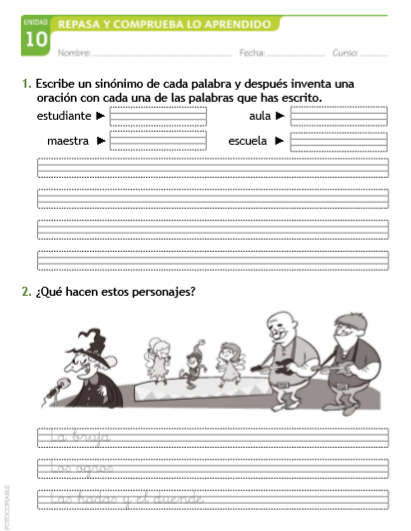 UNIDAD
10
REPASA Y COMPRUEBA LO APRENDIDO
Nombre: Fecha: Curso:
1. Escribe un sinónimo de cada palabra y después inventa una
oración con cada una de las palabras que has escrito.
estudiante ▶ aula ▶
maestra ▶ escuela ▶
2. ¿Qué hacen estos personajes?
La bruja
Los ogros
Las hadas y el duende
FOTOCOPIABLE